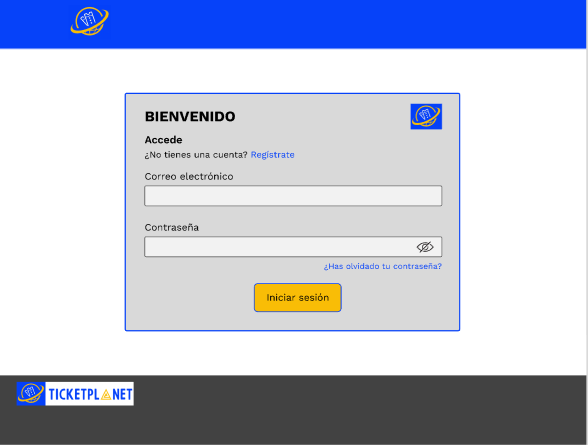 BIENVENIDO
Accede
¿No tienes una cuenta? Regístrate
Correo electrónico
Contraseña
¿Has olvidado tu contraseña?
Iniciar sesión
TICKETPLANET